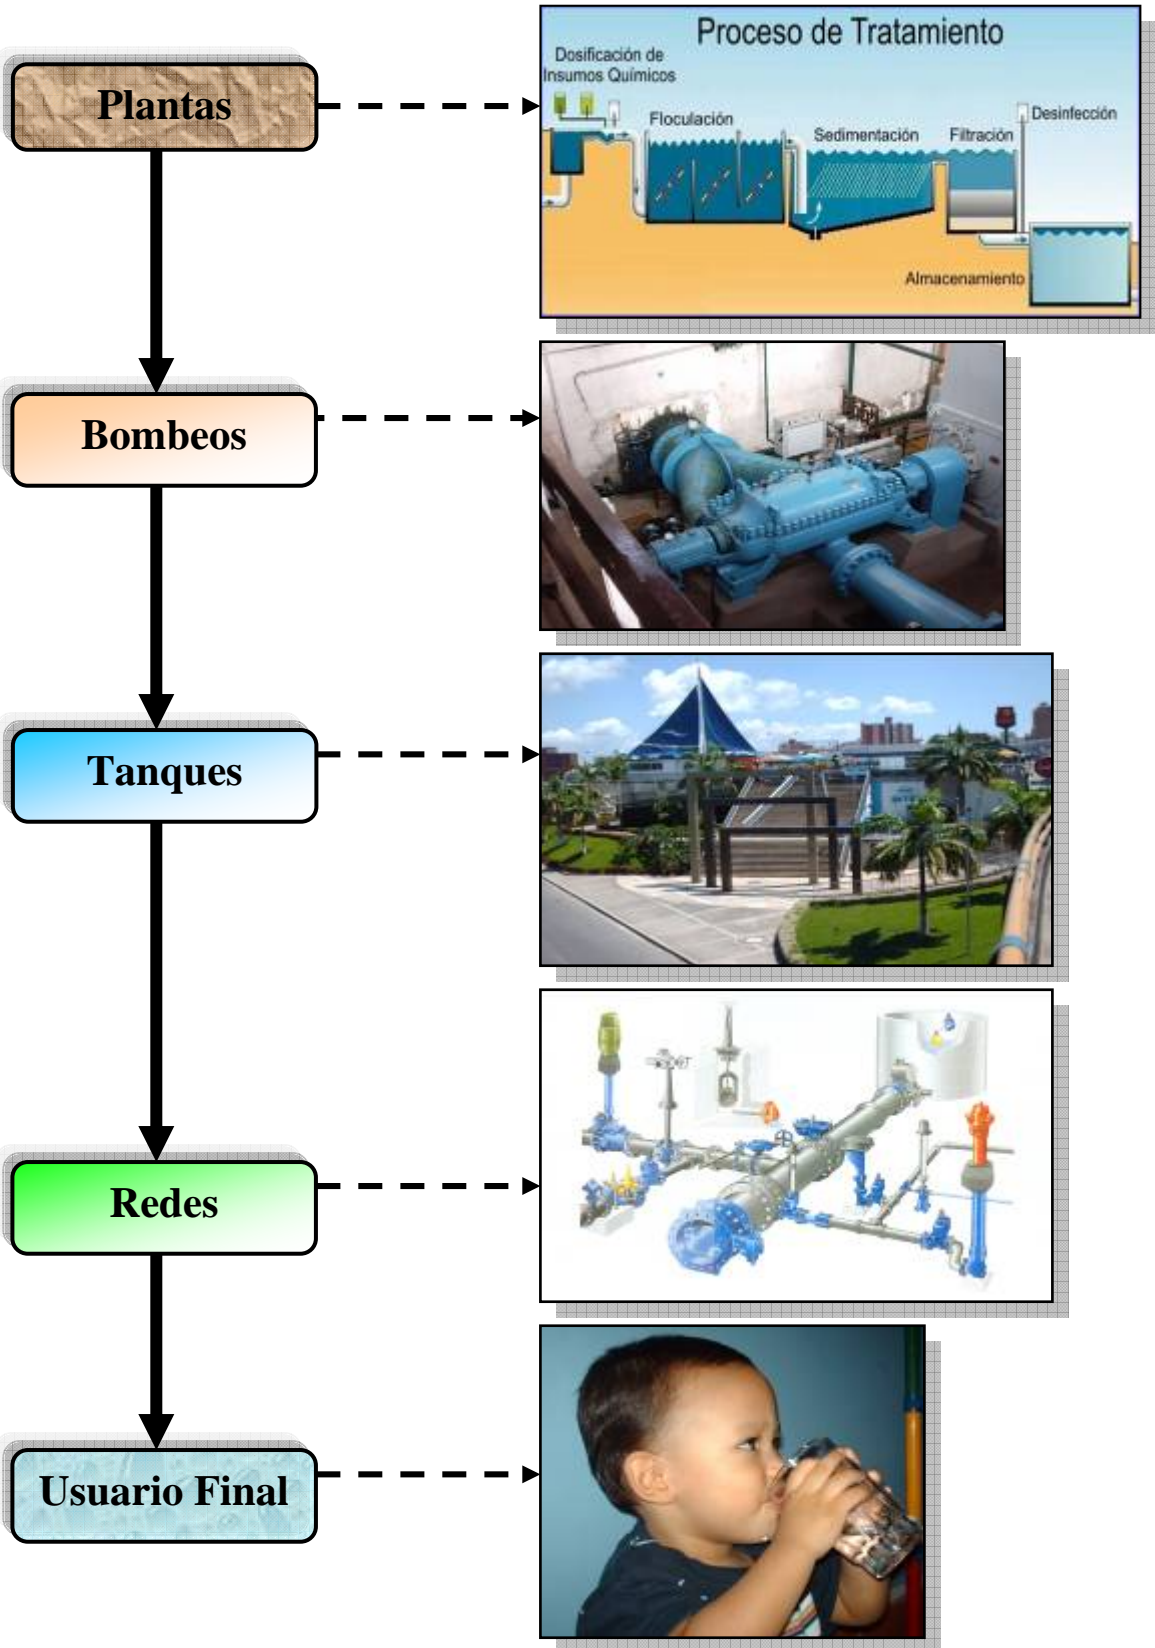 Plantas
Proceso de Tratamiento
Dosificación de
Insumos Químicos
Floculación
Sedimentación
Filtración
Desinfección
Almacenamiento
Bombeos
Tanques
Redes
Usuario Final